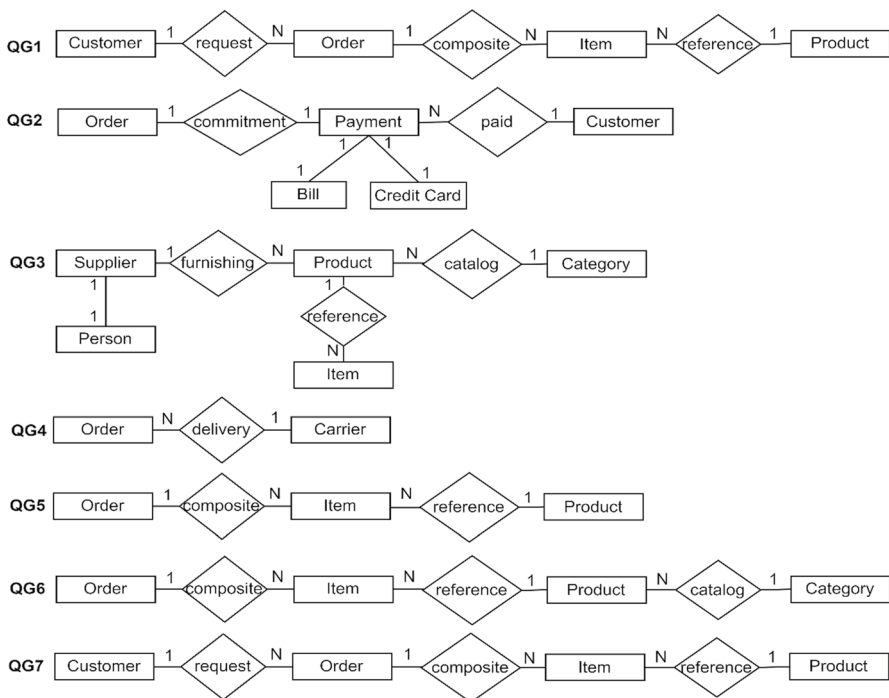 QG1 Customer 1 request N Order 1 composite N Item N reference 1 Product
QG2 Order 1 commitment 1 Payment N paid 1 Customer
1 1
1 1
Bill Credit Card
QG3 Supplier 1 furnishing N Product N catalog 1 Category
1 1
1 reference
Person N
Item
QG4 Order N delivery 1 Carrier
QG5 Order 1 composite N Item N reference 1 Product
QG6 Order 1 composite N Item N reference 1 Product N catalog 1 Category
QG7 Customer 1 request N Order 1 composite N Item N reference 1 Product